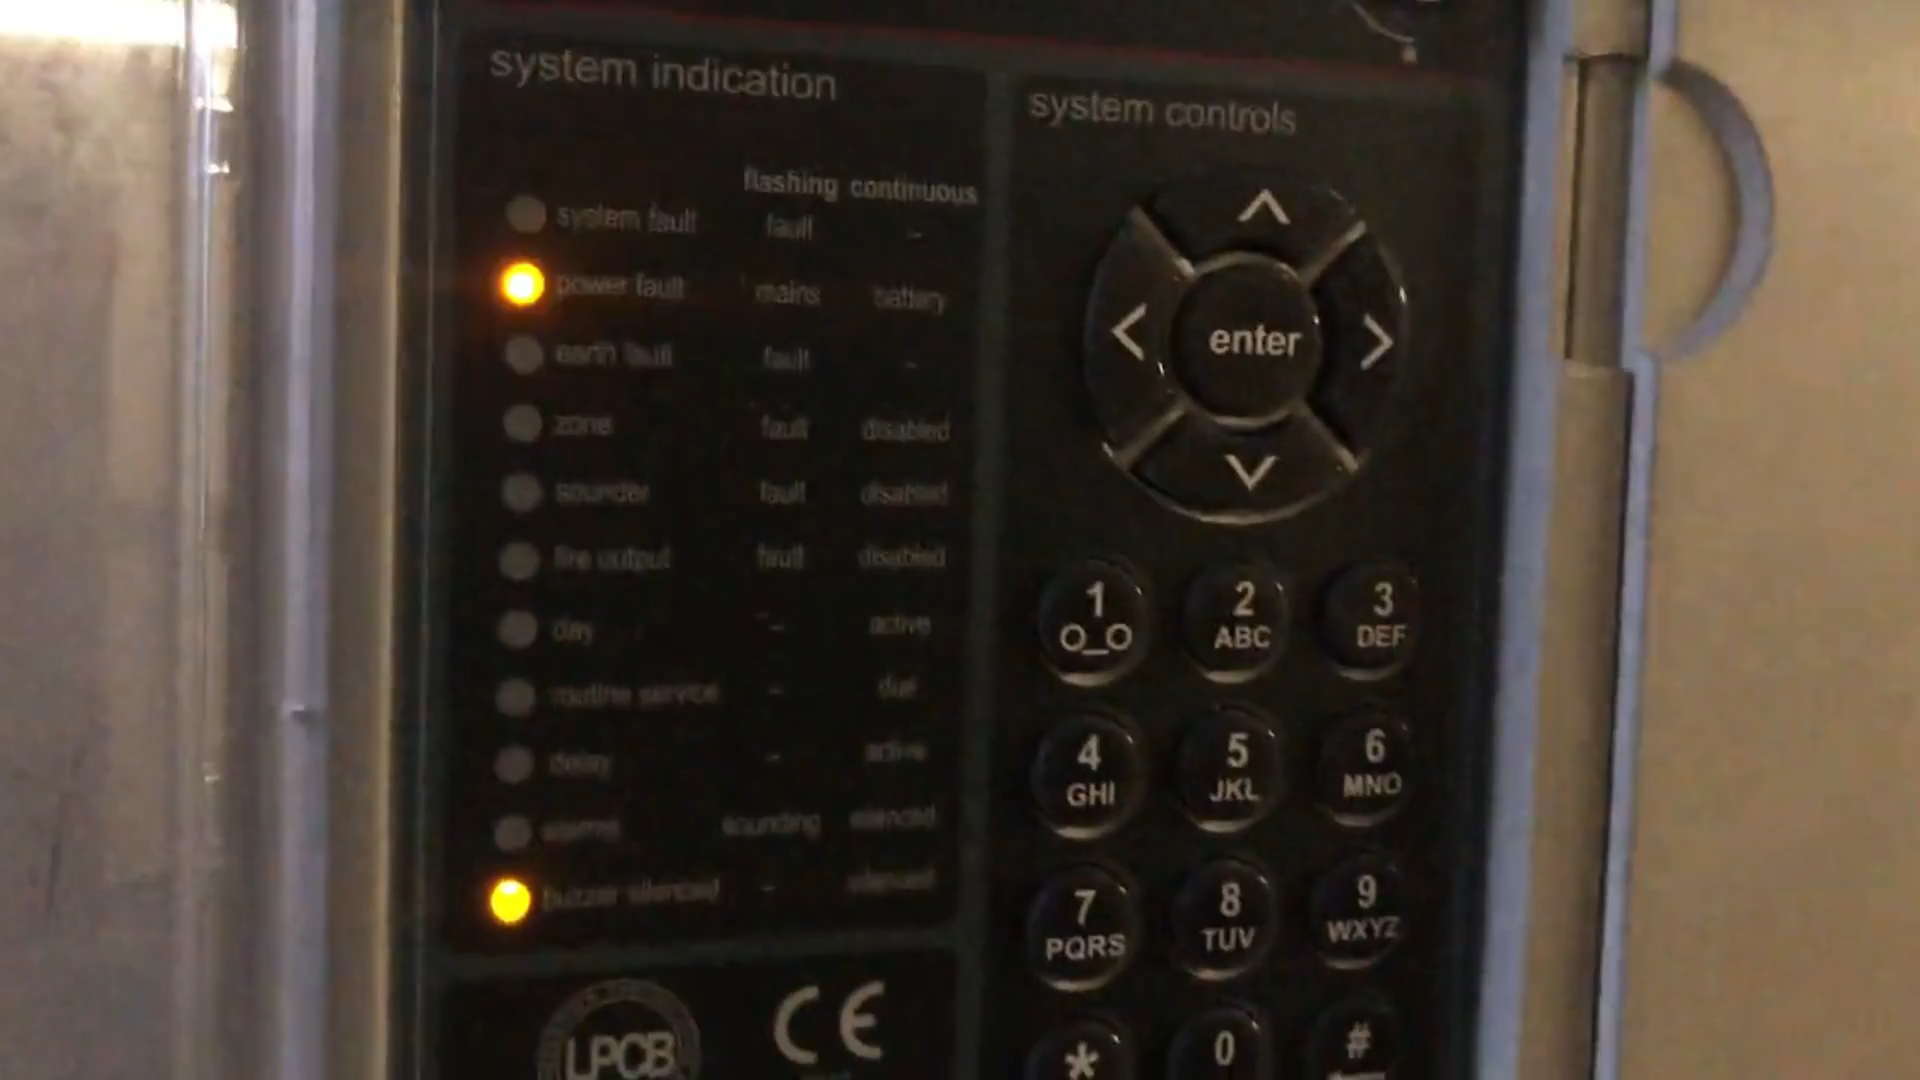 system indication
flashing continuous
system fault fault -
power fault mains battery
earth fault fault -
zone fault disabled
sounder fault disabled
fire output fault disabled
day - active
routine service - due
delay - active
alarms sounding silenced
buzzer silenced - silenced
LPCB
CE
system controls
enter
1 2 3
O_O ABC DEF
4 5 6
GHI JKL MNO
7 8 9
PQRS TUV WXYZ
* 0 #